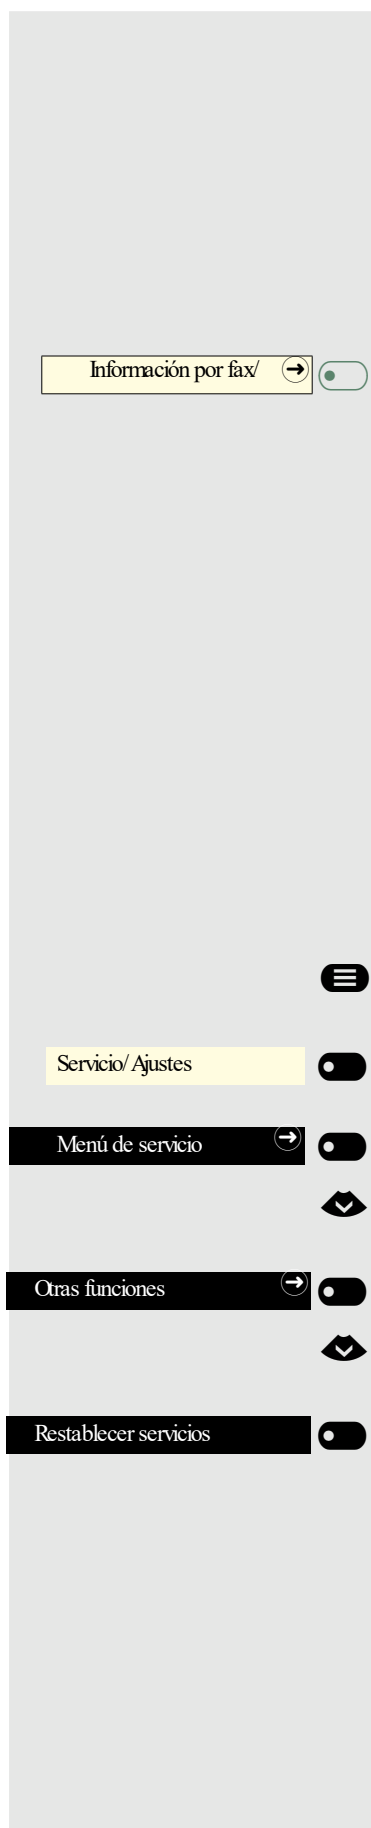 Información por fax/
Servicio/Ajustes
Menú de servicio
Otras funciones
Restablecer servicios